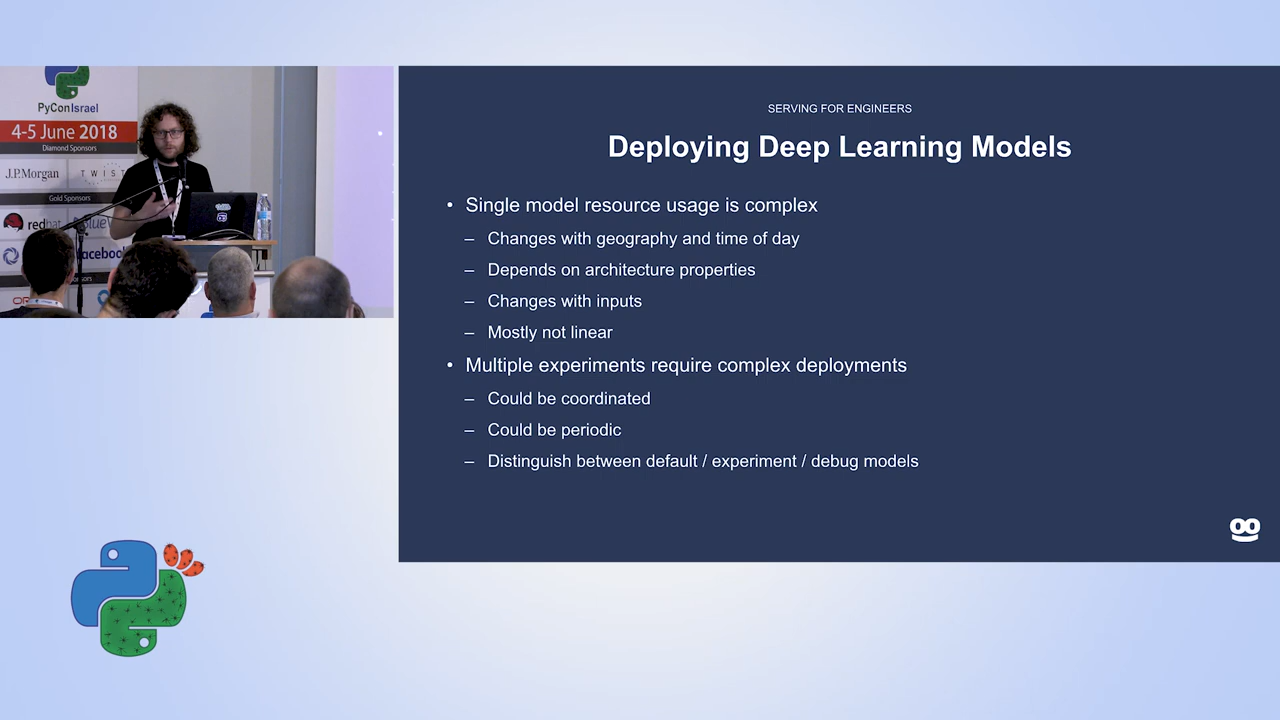 PyConIsrael
4-5 June 2018
Diamond Sponsors
J.P.Morgan
TWIST
Gold Sponsors
redhat
facebook
SERVING FOR ENGINEERS
Deploying Deep Learning Models
• Single model resource usage is complex
– Changes with geography and time of day
– Depends on architecture properties
– Changes with inputs
– Mostly not linear
• Multiple experiments require complex deployments
– Could be coordinated
– Could be periodic
– Distinguish between default / experiment / debug models